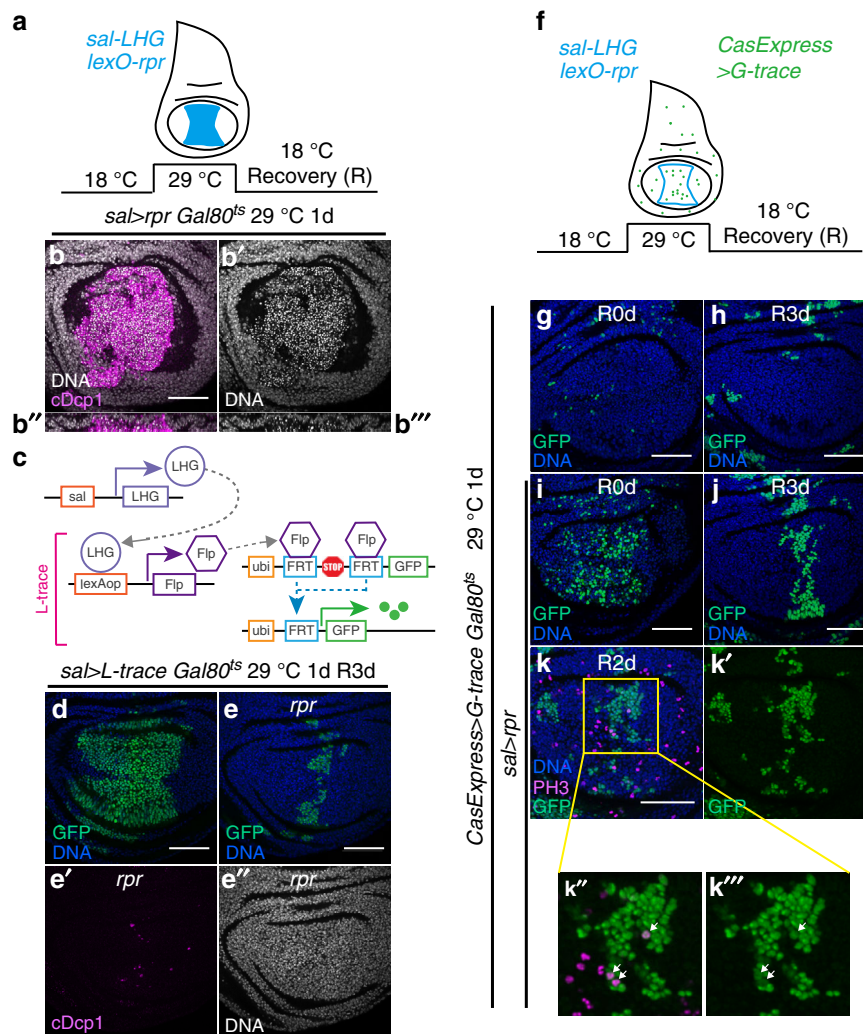 a
sal-LHG
lexO-rpr
18 °C
29 °C
18 °C
Recovery (R)
sal>rpr Gal80ts 29 °C 1d
b
DNA
cDcp1
b′
DNA
b″
b‴
c
LHG
sal
LHG
L-trace
LHG
lexAop
Flp
Flp
Flp
Flp
ubi
FRT
STOP
FRT
GFP
ubi
FRT
GFP
sal>L-trace Gal80ts 29 °C 1d R3d
d
GFP
DNA
e
rpr
GFP
DNA
e′
rpr
cDcp1
e″
rpr
DNA
f
sal-LHG
lexO-rpr
CasExpress
>G-trace
18 °C
29 °C
18 °C
Recovery (R)
CasExpress>G-trace Gal80ts 29 °C 1d
sal>rpr
g
R0d
GFP
DNA
h
R3d
GFP
DNA
i
R0d
GFP
DNA
j
R3d
GFP
DNA
k
R2d
DNA
PH3
GFP
k′
GFP
k″
k‴